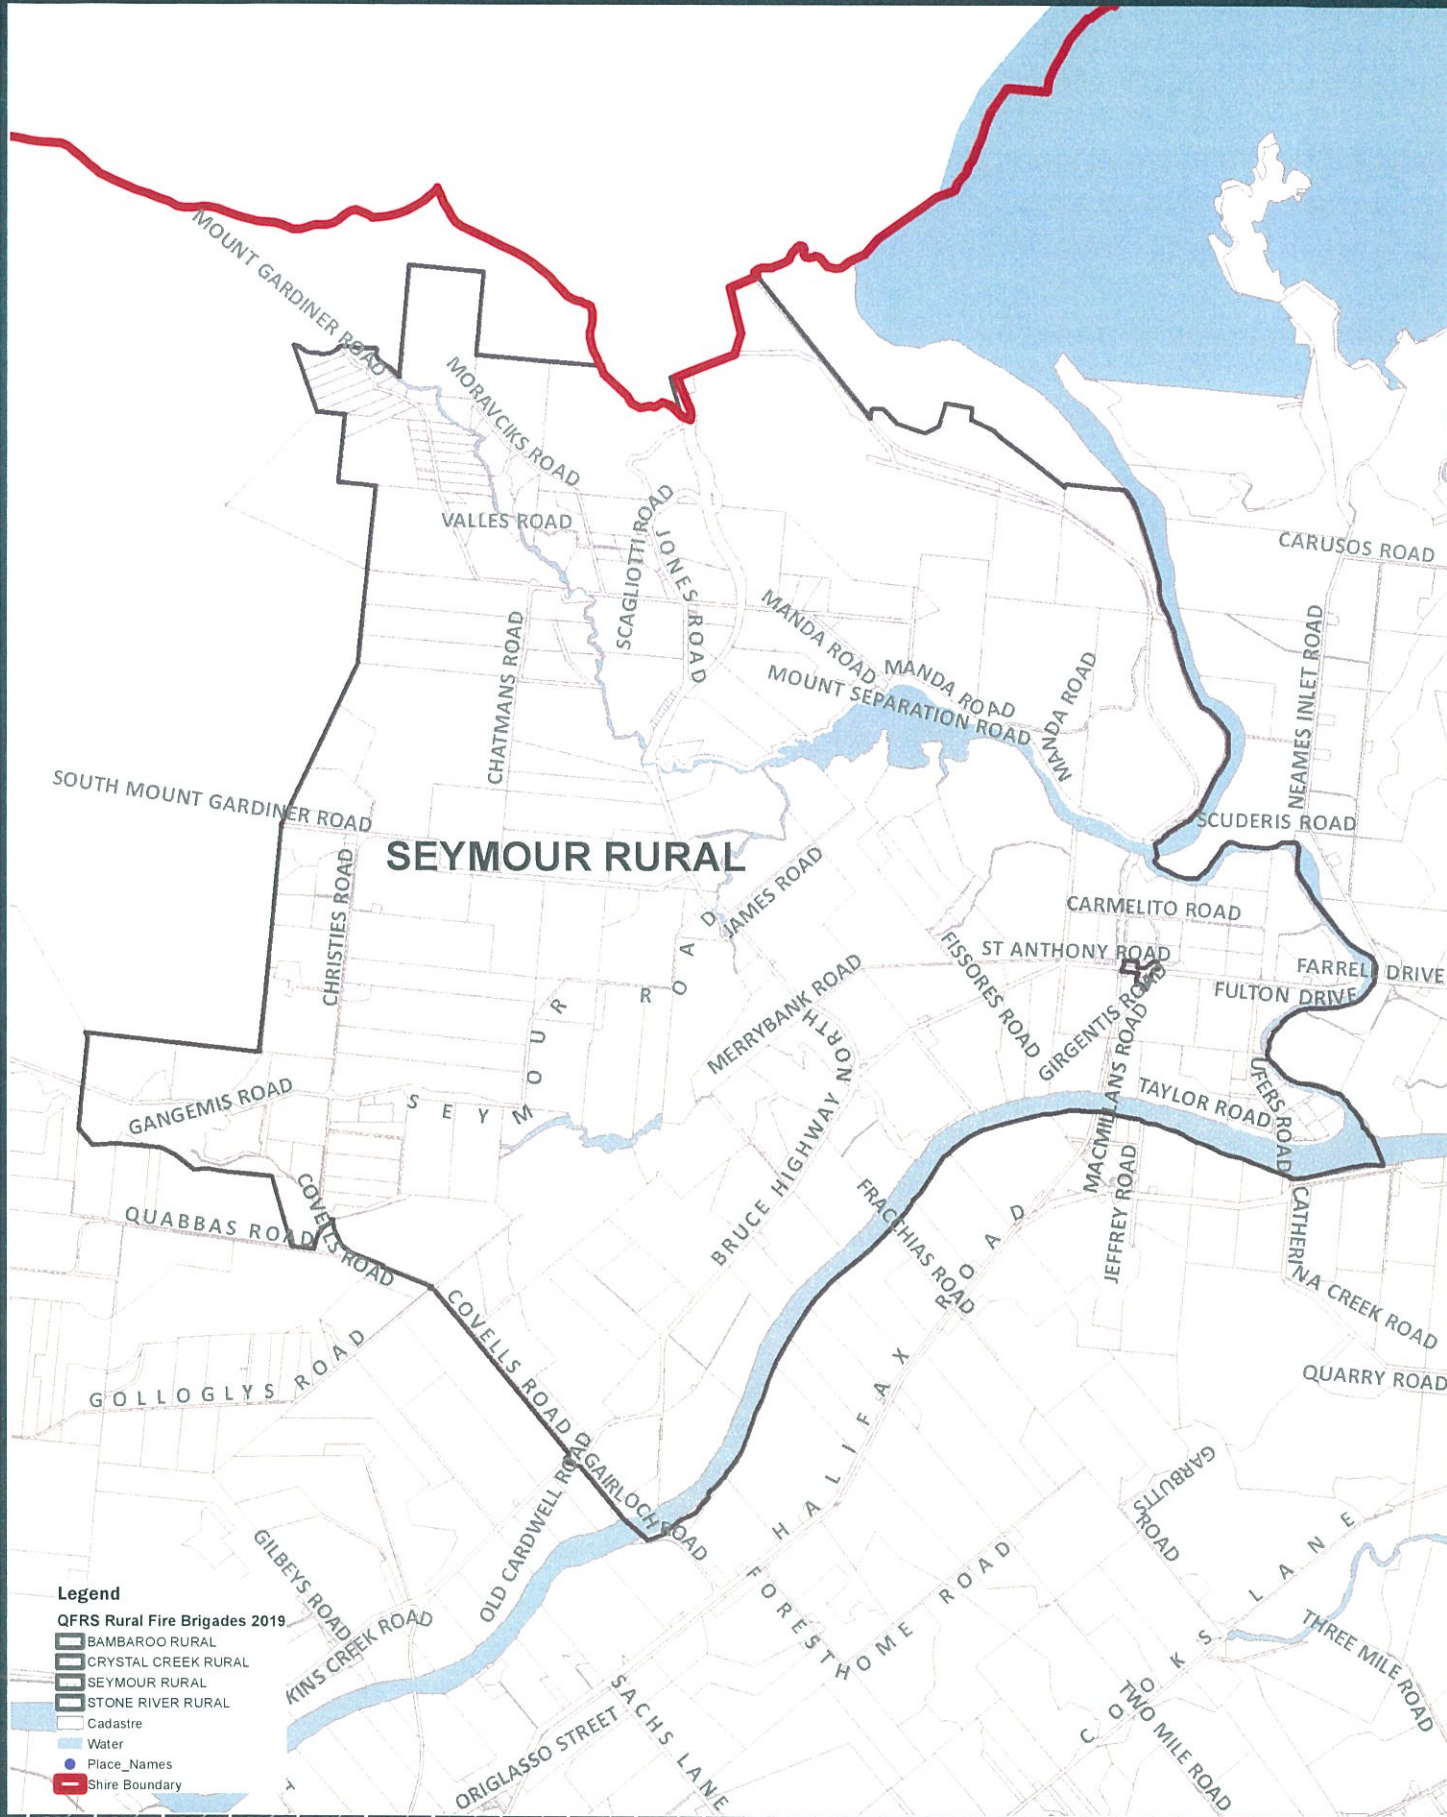 MOUNT GARDINER ROAD
MORAVCIKS ROAD
VALLES ROAD
SCAGLIOTTI ROAD
JONES ROAD
CARUSOS ROAD
MANDA ROAD
MANDA ROAD
MANDA ROAD
MOUNT SEPARATION ROAD
CHATMANS ROAD
NEAMES INLET ROAD
SOUTH MOUNT GARDINER ROAD
SCUDERIS ROAD
SEYMOUR RURAL
CHRISTIES ROAD
JAMES ROAD
CARMELITO ROAD
ST ANTHONY ROAD
FISSORES ROAD
FARRELL DRIVE
FULTON DRIVE
MERRYBANK ROAD
GIRGENTIS ROAD
SEYMOUR ROAD
BRUCE HIGHWAY NORTH
GANGEMIS ROAD
MACMILLANS ROAD
TAYLOR ROAD
UFERS ROAD
JEFFREY ROAD
CATHERINA CREEK ROAD
COVELLS ROAD
QUABBAS ROAD
FRACCHIAS ROAD
HALIFAX ROAD
COVELLS ROAD
GOLLOGLYS ROAD
QUARRY ROAD
GAIRLOCH ROAD
OLD CARDWELL ROAD
GARBUTTS ROAD
FORESTHOME ROAD
COOKS LANE
GILBEYS ROAD
KINS CREEK ROAD
THREE MILE ROAD
TWO MILE ROAD
SACHS LANE
ORIGLASSO STREET
T
Legend
QFRS Rural Fire Brigades 2019
BAMBAROO RURAL
CRYSTAL CREEK RURAL
SEYMOUR RURAL
STONE RIVER RURAL
Cadastre
Water
Place_Names
Shire Boundary